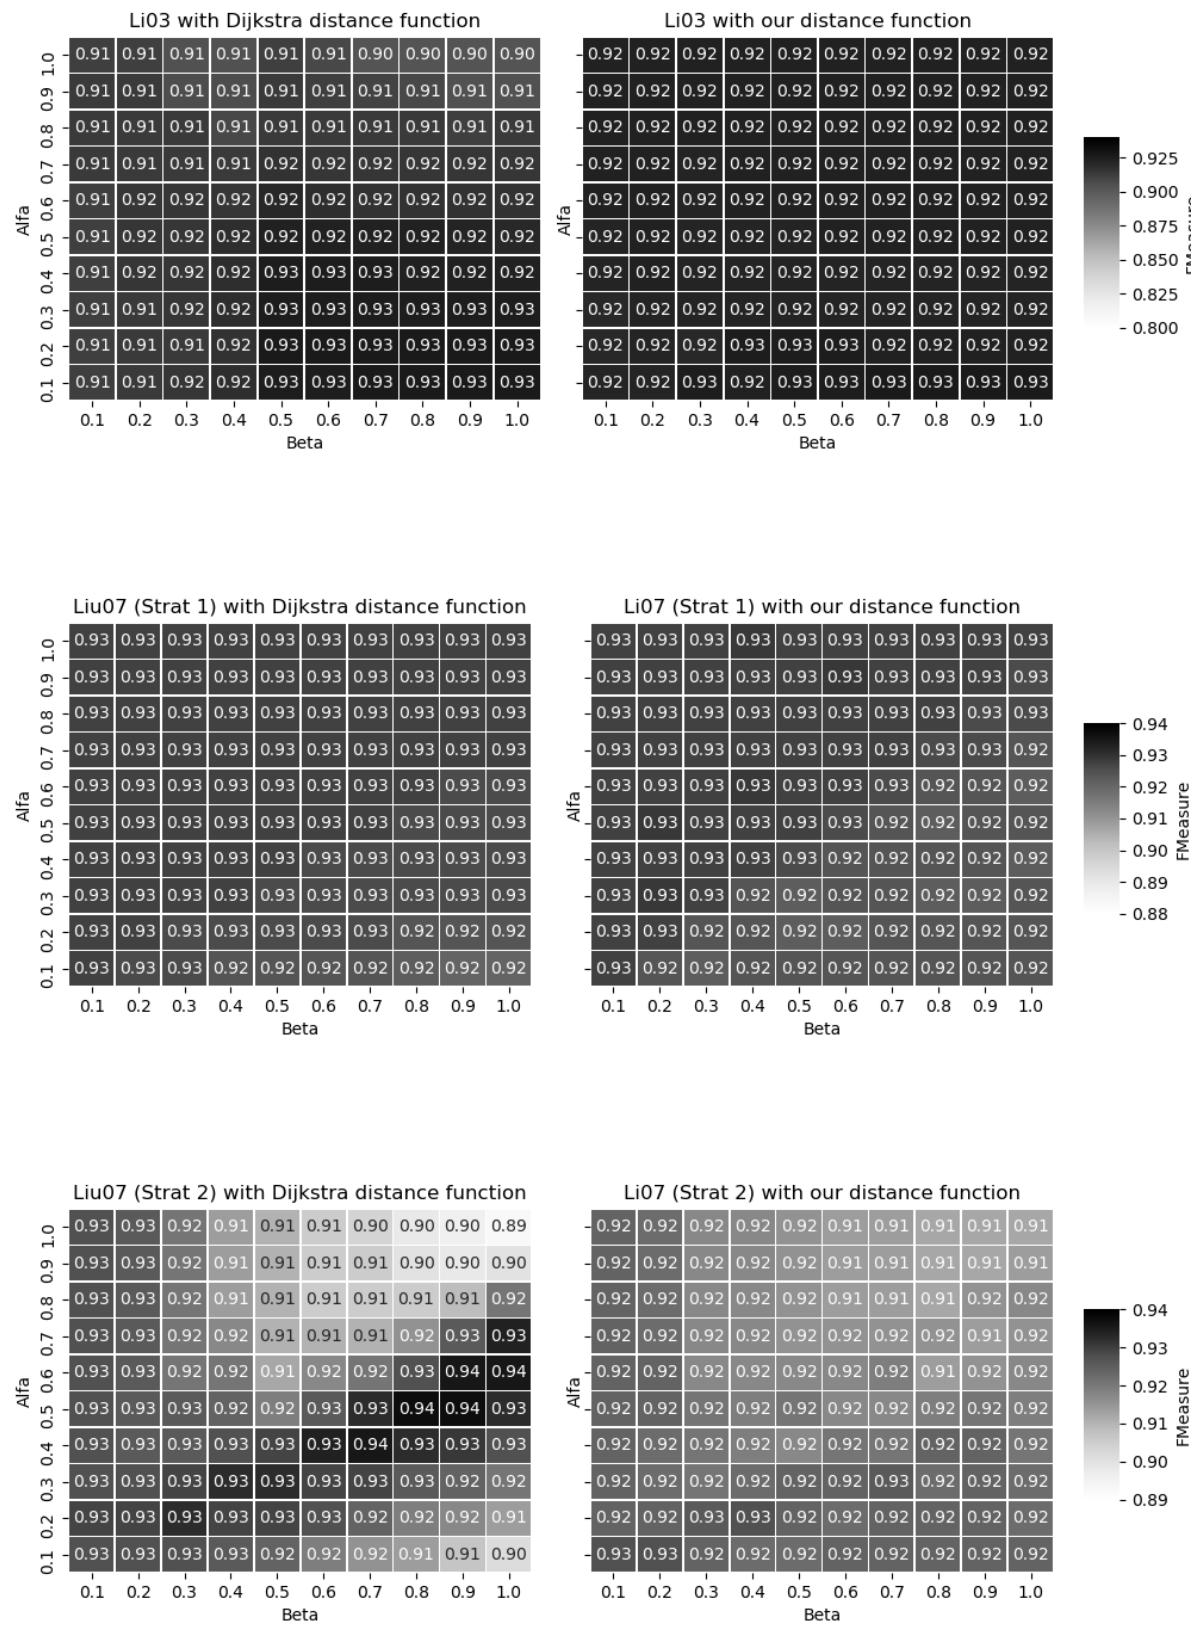 Li03 with Dijkstra distance function
Li03 with our distance function
1.0 0.91 0.91 0.91 0.91 0.91 0.91 0.90 0.90 0.90 0.90
0.9 0.91 0.91 0.91 0.91 0.91 0.91 0.91 0.91 0.91 0.91
0.8 0.91 0.91 0.91 0.91 0.91 0.91 0.91 0.91 0.91 0.91
0.7 0.91 0.91 0.91 0.91 0.92 0.92 0.92 0.92 0.92 0.92
0.6 0.91 0.92 0.92 0.92 0.92 0.92 0.92 0.92 0.92 0.92
0.5 0.91 0.92 0.92 0.92 0.92 0.92 0.92 0.92 0.92 0.92
0.4 0.91 0.92 0.92 0.92 0.93 0.93 0.93 0.92 0.92 0.92
0.3 0.91 0.91 0.92 0.92 0.93 0.93 0.93 0.93 0.93 0.93
0.2 0.91 0.91 0.91 0.92 0.93 0.93 0.93 0.93 0.93 0.93
0.1 0.91 0.91 0.92 0.92 0.93 0.93 0.93 0.93 0.93 0.93
0.1 0.2 0.3 0.4 0.5 0.6 0.7 0.8 0.9 1.0
Alfa
Beta
0.92 0.92 0.92 0.92 0.92 0.92 0.92 0.92 0.92 0.92
0.92 0.92 0.92 0.92 0.92 0.92 0.92 0.92 0.92 0.92
0.92 0.92 0.92 0.92 0.92 0.92 0.92 0.92 0.92 0.92
0.92 0.92 0.92 0.92 0.92 0.92 0.92 0.92 0.92 0.92
0.92 0.92 0.92 0.92 0.92 0.92 0.92 0.92 0.92 0.92
0.92 0.92 0.92 0.92 0.92 0.92 0.92 0.92 0.92 0.92
0.92 0.92 0.92 0.92 0.92 0.92 0.92 0.92 0.92 0.92
0.92 0.92 0.92 0.92 0.92 0.92 0.92 0.92 0.92 0.92
0.92 0.92 0.92 0.93 0.93 0.93 0.92 0.92 0.92 0.92
0.92 0.92 0.92 0.92 0.93 0.92 0.93 0.93 0.93 0.93
0.1 0.2 0.3 0.4 0.5 0.6 0.7 0.8 0.9 1.0
Alfa
Beta
0.925
0.900
0.875
0.850
0.825
0.800
FMeasure
Liu07 (Strat 1) with Dijkstra distance function
Li07 (Strat 1) with our distance function
1.0 0.93 0.93 0.93 0.93 0.93 0.93 0.93 0.93 0.93 0.93
0.9 0.93 0.93 0.93 0.93 0.93 0.93 0.93 0.93 0.93 0.93
0.8 0.93 0.93 0.93 0.93 0.93 0.93 0.93 0.93 0.93 0.93
0.7 0.93 0.93 0.93 0.93 0.93 0.93 0.93 0.93 0.93 0.93
0.6 0.93 0.93 0.93 0.93 0.93 0.93 0.93 0.93 0.93 0.93
0.5 0.93 0.93 0.93 0.93 0.93 0.93 0.93 0.93 0.93 0.93
0.4 0.93 0.93 0.93 0.93 0.93 0.93 0.93 0.93 0.93 0.93
0.3 0.93 0.93 0.93 0.93 0.93 0.93 0.93 0.93 0.93 0.93
0.2 0.93 0.93 0.93 0.93 0.93 0.93 0.93 0.92 0.92 0.92
0.1 0.93 0.93 0.93 0.92 0.92 0.92 0.92 0.92 0.92 0.92
0.1 0.2 0.3 0.4 0.5 0.6 0.7 0.8 0.9 1.0
Alfa
Beta
0.93 0.93 0.93 0.93 0.93 0.93 0.93 0.93 0.93 0.93
0.93 0.93 0.93 0.93 0.93 0.93 0.93 0.93 0.93 0.93
0.93 0.93 0.93 0.93 0.93 0.93 0.93 0.93 0.93 0.93
0.93 0.93 0.93 0.93 0.93 0.93 0.93 0.93 0.93 0.92
0.93 0.93 0.93 0.93 0.93 0.93 0.93 0.92 0.92 0.92
0.93 0.93 0.93 0.93 0.93 0.93 0.92 0.92 0.92 0.92
0.93 0.93 0.93 0.93 0.93 0.92 0.92 0.92 0.92 0.92
0.93 0.93 0.93 0.92 0.92 0.92 0.92 0.92 0.92 0.92
0.93 0.93 0.92 0.92 0.92 0.92 0.92 0.92 0.92 0.92
0.93 0.92 0.92 0.92 0.92 0.92 0.92 0.92 0.92 0.92
0.1 0.2 0.3 0.4 0.5 0.6 0.7 0.8 0.9 1.0
Alfa
Beta
0.94
0.93
0.92
0.91
0.90
0.89
0.88
FMeasure
Liu07 (Strat 2) with Dijkstra distance function
Li07 (Strat 2) with our distance function
1.0 0.93 0.93 0.92 0.91 0.91 0.91 0.90 0.90 0.90 0.89
0.9 0.93 0.93 0.92 0.91 0.91 0.91 0.91 0.90 0.90 0.90
0.8 0.93 0.93 0.92 0.91 0.91 0.91 0.91 0.91 0.91 0.92
0.7 0.93 0.93 0.92 0.92 0.91 0.91 0.91 0.92 0.93 0.93
0.6 0.93 0.93 0.92 0.92 0.91 0.92 0.92 0.93 0.94 0.94
0.5 0.93 0.93 0.93 0.92 0.92 0.93 0.93 0.94 0.94 0.93
0.4 0.93 0.93 0.93 0.93 0.93 0.93 0.94 0.93 0.93 0.93
0.3 0.93 0.93 0.93 0.93 0.93 0.93 0.93 0.93 0.92 0.92
0.2 0.93 0.93 0.93 0.93 0.93 0.93 0.92 0.92 0.92 0.91
0.1 0.93 0.93 0.93 0.93 0.92 0.92 0.92 0.91 0.91 0.90
0.1 0.2 0.3 0.4 0.5 0.6 0.7 0.8 0.9 1.0
Alfa
Beta
0.92 0.92 0.92 0.92 0.92 0.91 0.91 0.91 0.91 0.91
0.92 0.92 0.92 0.92 0.92 0.91 0.91 0.91 0.91 0.91
0.92 0.92 0.92 0.92 0.92 0.91 0.91 0.91 0.92 0.92
0.92 0.92 0.92 0.92 0.92 0.92 0.92 0.92 0.91 0.92
0.92 0.92 0.92 0.92 0.92 0.92 0.92 0.91 0.92 0.92
0.92 0.92 0.92 0.92 0.92 0.92 0.92 0.92 0.92 0.92
0.92 0.92 0.92 0.92 0.92 0.92 0.92 0.92 0.92 0.92
0.92 0.92 0.92 0.92 0.92 0.92 0.93 0.92 0.92 0.92
0.92 0.92 0.93 0.93 0.92 0.92 0.92 0.92 0.92 0.92
0.93 0.93 0.92 0.92 0.92 0.92 0.92 0.92 0.92 0.92
0.1 0.2 0.3 0.4 0.5 0.6 0.7 0.8 0.9 1.0
Alfa
Beta
0.94
0.93
0.92
0.91
0.90
0.89
FMeasure